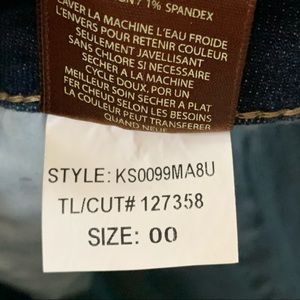 / 1% SPANDEX
LAVER LA MACHINE L'EAU FROIDE
ENVERS POUR RETENIR COULEUR
SEULEMENT JAVELLISANT
SANS CHLORE SI NECESSAIRE
SECHER A LA MACHINE
CYCLE DOUX. POUR UN
MEILLEUR SOIN SECHER A PLAT
FER CHEUP SELON LES BESOINS
LA COULEUR PEUT TRANSFERER
QUAND NEUF
STYLE: KS0099MA8U
TL/CUT# 127358
SIZE: 00